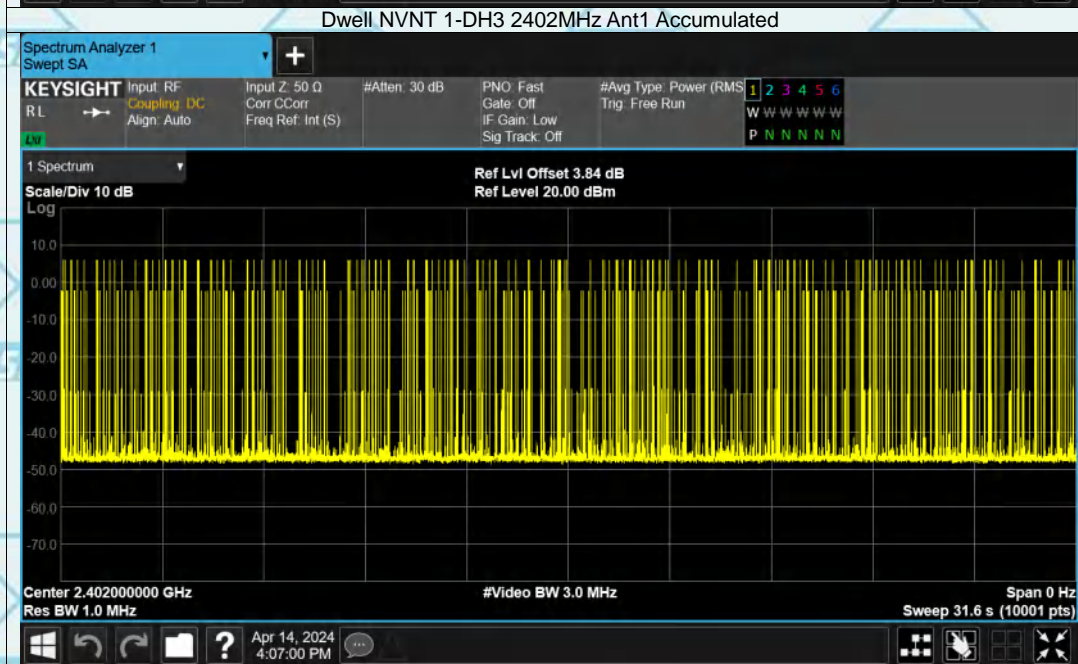 Dwell NVNT 1-DH3 2402MHz Ant1 Accumulated
Spectrum Analyzer 1
Swept SA
+
KEYSIGHT Input: RF Input Z: 50 Ω #Atten: 30 dB PNO: Fast #Avg Type: Power (RMS 1 2 3 4 5 6
R L Coupling: DC Corr CCorr Gate: Off Trig: Free Run W W W W W W
Align: Auto Freq Ref: Int (S) IF Gain: Low
LXI Sig Track: Off P N N N N N
1 Spectrum Ref Lvl Offset 3.84 dB
Scale/Div 10 dB Ref Level 20.00 dBm
Log
10.0
0.00
-10.0
-20.0
-30.0
-40.0
-50.0
-60.0
-70.0
Center 2.402000000 GHz #Video BW 3.0 MHz Span 0 Hz
Res BW 1.0 MHz Sweep 31.6 s (10001 pts)
? Apr 14, 2024
4:07:00 PM